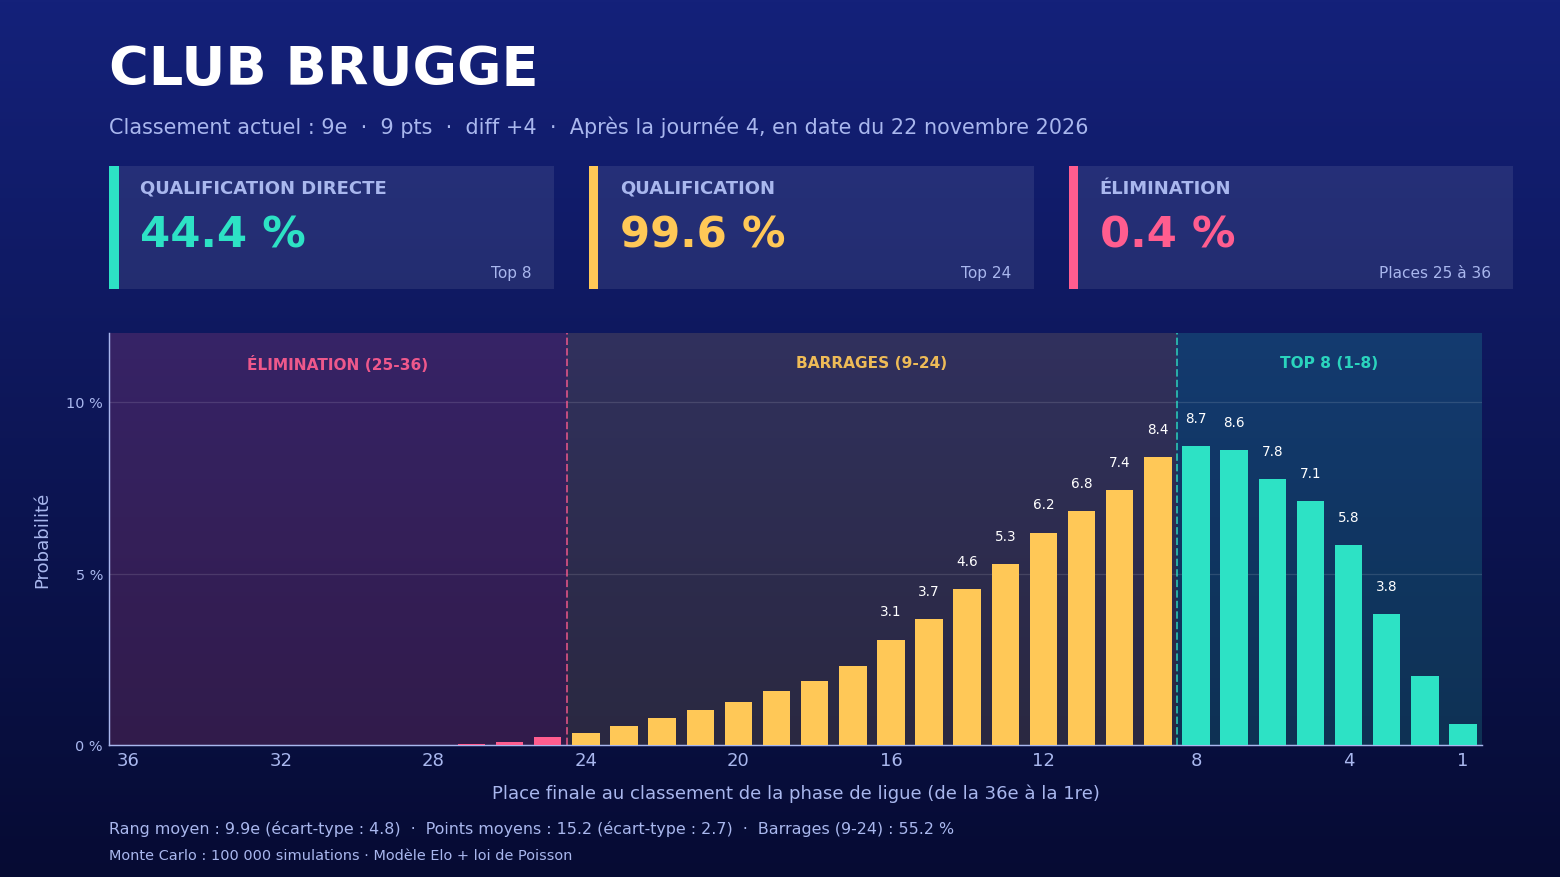 CLUB BRUGGE
Classement actuel : 9e · 9 pts · diff +4 · Après la journée 4, en date du 22 novembre 2026
QUALIFICATION DIRECTE
44.4 %
Top 8
QUALIFICATION
99.6 %
Top 24
ÉLIMINATION
0.4 %
Places 25 à 36
ÉLIMINATION (25-36)
BARRAGES (9-24)
TOP 8 (1-8)
10 %
5 %
0 %
Probabilité
3.1
3.7
4.6
5.3
6.2
6.8
7.4
8.4
8.7
8.6
7.8
7.1
5.8
3.8
36 32 28 24 20 16 12 8 4 1
Place finale au classement de la phase de ligue (de la 36e à la 1re)
Rang moyen : 9.9e (écart-type : 4.8) · Points moyens : 15.2 (écart-type : 2.7) · Barrages (9-24) : 55.2 %
Monte Carlo : 100 000 simulations · Modèle Elo + loi de Poisson